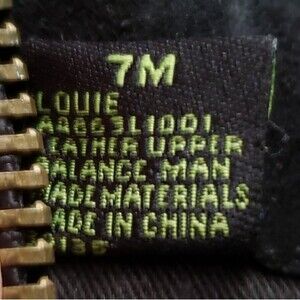 7M
LOUIE
EATHER UPPER
ALANCE MAN
ADE MATERIALS
ADE IN CHINA